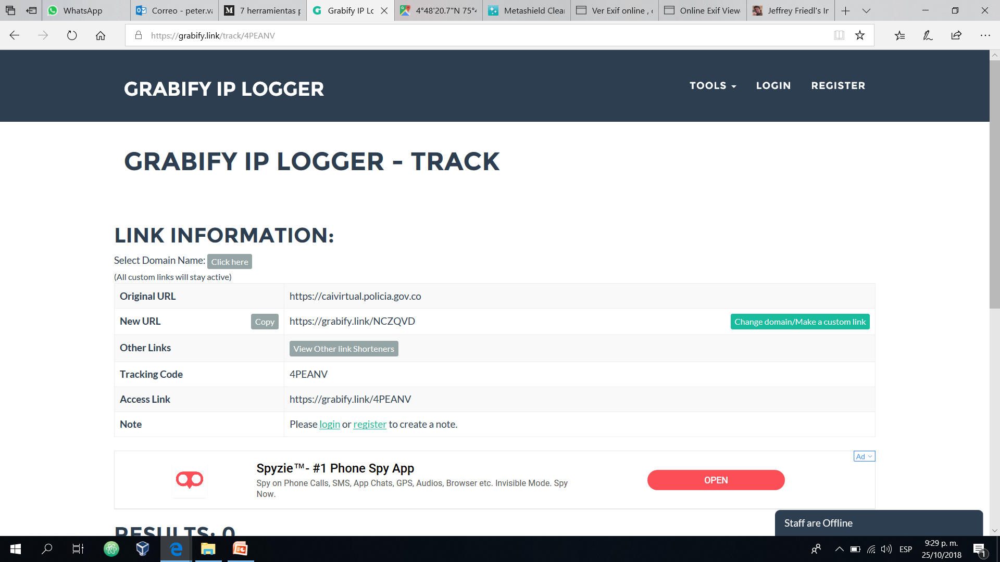 WhatsApp
Correo - peter.va
7 herramientas p
Grabify IP Lo
4°48'20.7"N 75°4
Metashield Clea
Ver Exif online , 
Online Exif View
Jeffrey Friedl's Ir
https://grabify.link/track/4PEANV
GRABIFY IP LOGGER
TOOLS
LOGIN
REGISTER
GRABIFY IP LOGGER - TRACK
LINK INFORMATION:
Select Domain Name: Click here
(All custom links will stay active)
Original URL
https://caivirtual.policia.gov.co
New URL
Copy
https://grabify.link/NCZQVD
Change domain/Make a custom link
Other Links
View Other link Shorteners
Tracking Code
4PEANV
Access Link
https://grabify.link/4PEANV
Note
Please login or register to create a note.
Ad
Spyzie™- #1 Phone Spy App
Spy on Phone Calls, SMS, App Chats, GPS, Audios, Browser etc. Invisible Mode. Spy
Now.
OPEN
RESULTS: 0
Staff are Offline
ESP
9:29 p. m.
25/10/2018
1